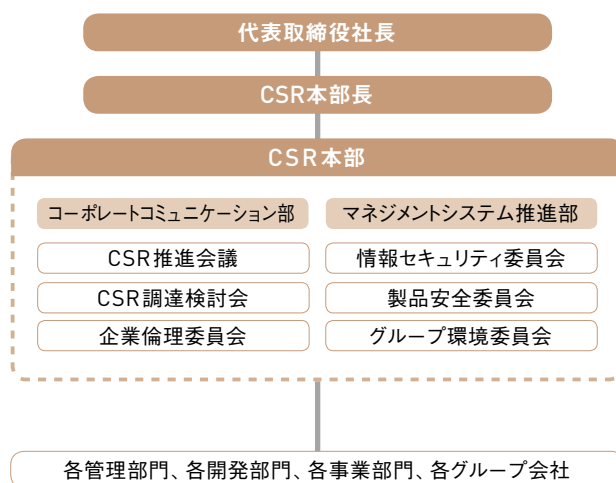 代表取締役社長
CSR本部長
CSR本部
コーポレートコミュニケーション部
CSR推進会議
CSR調達検討会
企業倫理委員会
マネジメントシステム推進部
情報セキュリティ委員会
製品安全委員会
グループ環境委員会
各管理部門、各開発部門、各事業部門、各グループ会社